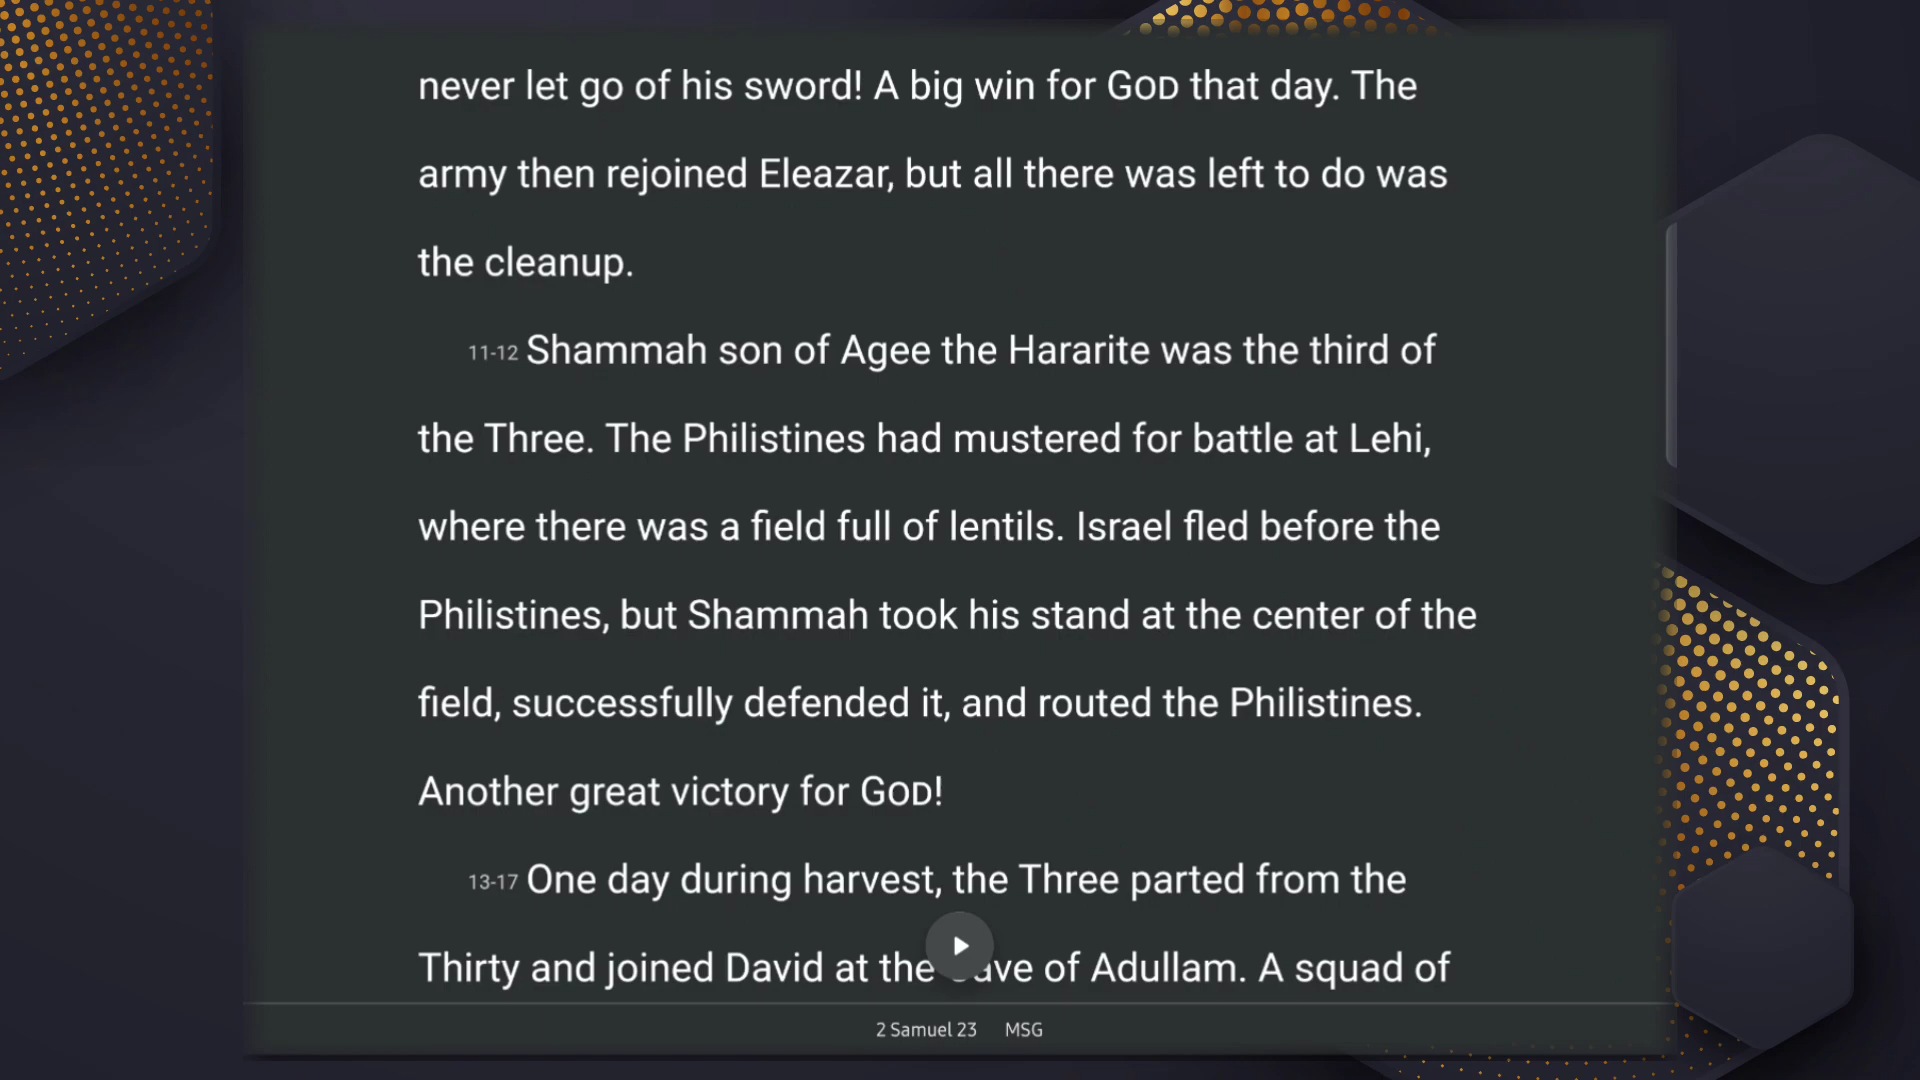 never let go of his sword! A big win for GOD that day. The
army then rejoined Eleazar, but all there was left to do was
the cleanup.
11-12 Shammah son of Agee the Hararite was the third of
the Three. The Philistines had mustered for battle at Lehi,
where there was a field full of lentils. Israel fled before the
Philistines, but Shammah took his stand at the center of the
field, successfully defended it, and routed the Philistines.
Another great victory for GOD!
13-17 One day during harvest, the Three parted from the
Thirty and joined David at the Cave of Adullam. A squad of
2 Samuel 23 MSG